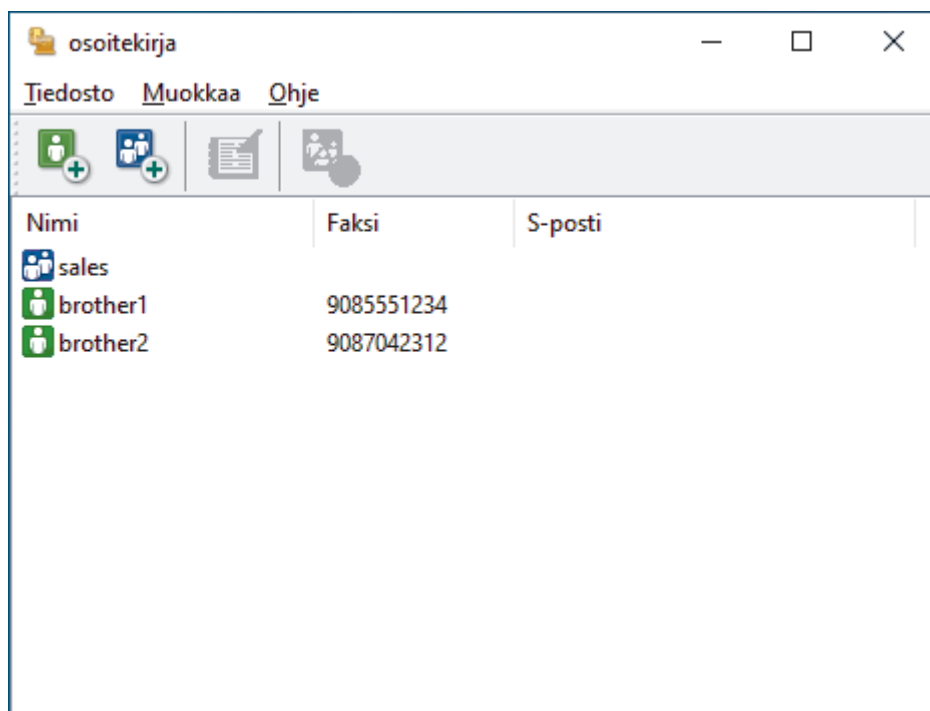 osoitekirja
Tiedosto Muokkaa Ohje
Nimi Faksi S-posti
sales
brother1 9085551234
brother2 9087042312